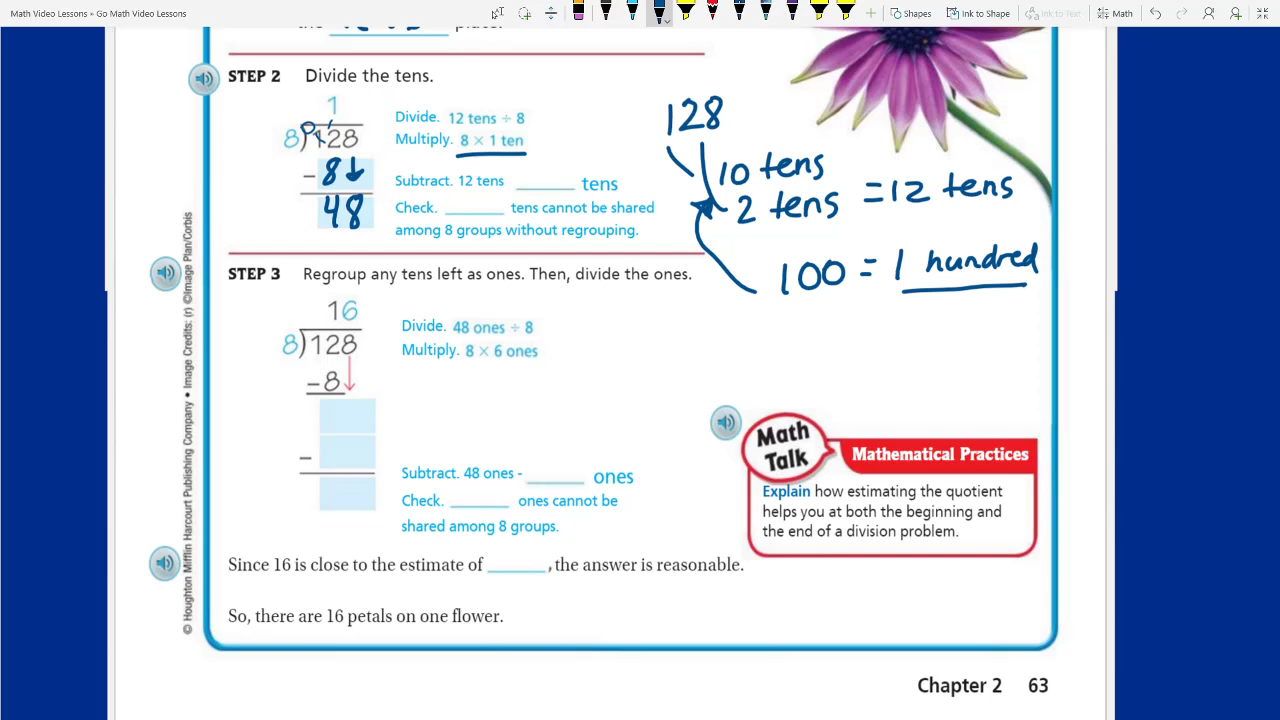 Math Video Lessons » Go Math Video Lessons
Shapes
Ink to Shape
Ink to Text
Math
place.
STEP 2 Divide the tens.
1
8)128
Divide. 12 tens ÷ 8
Multiply. 8 × 1 ten
- 8↓
48
Subtract. 12 tens ______ tens
Check. ______ tens cannot be shared
among 8 groups without regrouping.
128
10 tens
2 tens = 12 tens
100 = 1 hundred
STEP 3 Regroup any tens left as ones. Then, divide the ones.
16
8)128
-8
-
Divide. 48 ones ÷ 8
Multiply. 8 × 6 ones
Subtract. 48 ones - ______ ones
Check. ______ ones cannot be
shared among 8 groups.
Math
Talk
Mathematical Practices
Explain how estimating the quotient
helps you at both the beginning and
the end of a division problem.
Since 16 is close to the estimate of ______, the answer is reasonable.
So, there are 16 petals on one flower.
© Houghton Mifflin Harcourt Publishing Company • Image Credits: (r) ©Image Plan/Corbis
Chapter 2 63